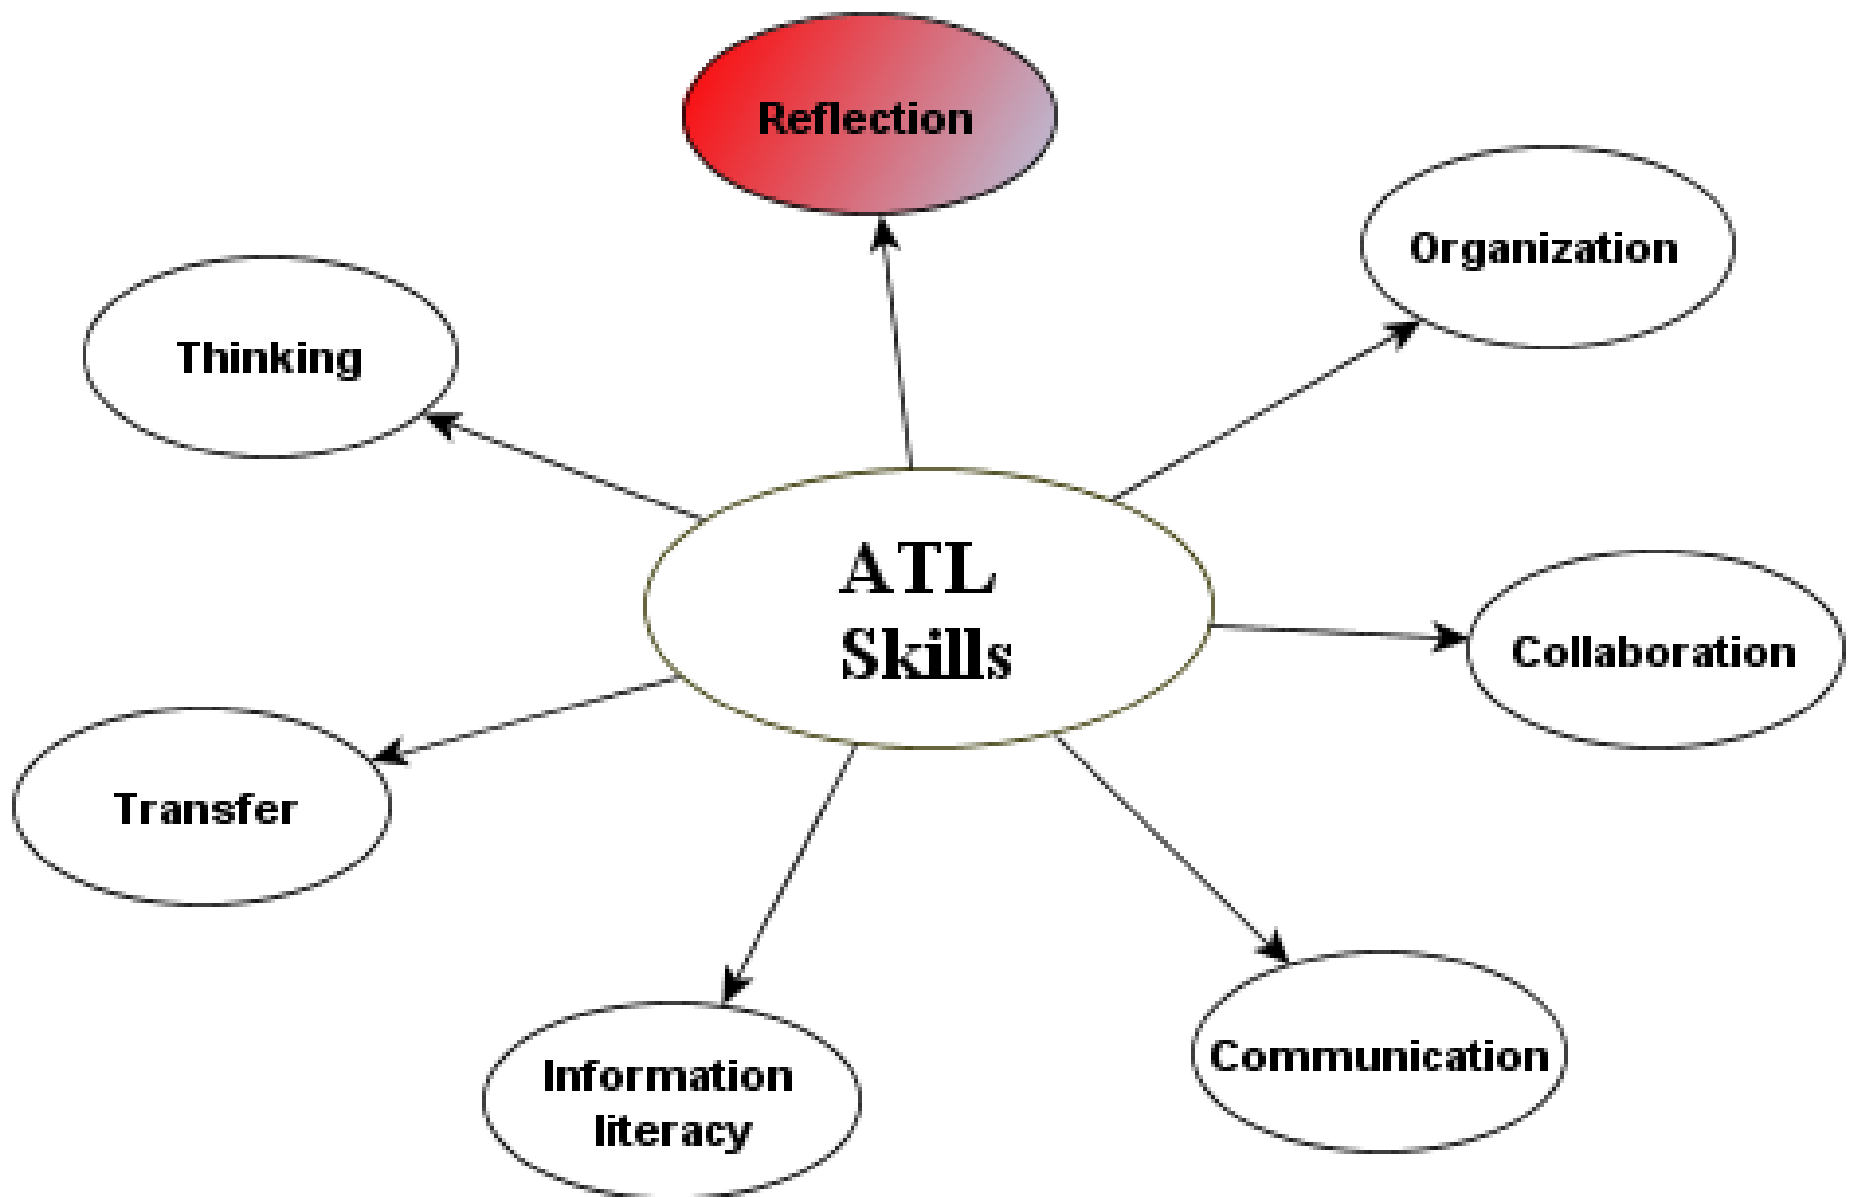 Reflection
Organization
Thinking
ATL
Skills
Collaboration
Transfer
Information
literacy
Communication